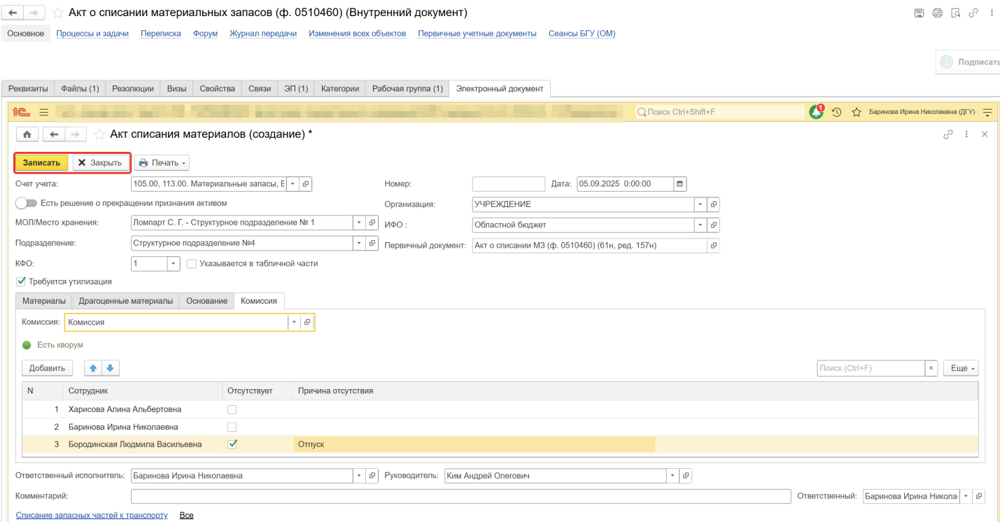 Акт о списании материальных запасов (ф. 0510460) (Внутренний документ)
Основное Процессы и задачи Переписка Форум Журнал передачи Изменения всех объектов Первичные учетные документы Сеансы БГУ (ОМ)
Подписать
Реквизиты Файлы (1) Резолюции Визы Свойства Связи ЭП (1) Категории Рабочая группа (1) Электронный документ
1С Поиск Ctrl+Shift+F 1 Баринова Ирина Николаевна (ДГУ)
Акт списания материалов (создание) *
Записать Закрыть Печать
Счет учета: 105.00, 113.00. Материальные запасы, Е Номер: Дата: 05.09.2025 0:00:00
Есть решение о прекращении признания активом Организация: УЧРЕЖДЕНИЕ
МОЛ/Место хранения: Ломпарт С. Г. - Структурное подразделение № 1 ИФО : Областной бюджет
Подразделение: Структурное подразделение №4 Первичный документ: Акт о списании МЗ (ф. 0510460) (61н, ред. 157н)
КФО: 1 Указывается в табличной части
Требуется утилизация
Материалы Драгоценные материалы Основание Комиссия
Комиссия: Комиссия
Есть кворум
Добавить Поиск (Ctrl+F) × Еще
N Сотрудник Отсутствует Причина отсутствия
1 Харисова Алина Альбертовна
2 Баринова Ирина Николаевна
3 Бородинская Людмила Васильевна Отпуск
Ответственный исполнитель: Баринова Ирина Николаевна Руководитель: Ким Андрей Олегович
Комментарий: Ответственный: Баринова Ирина Никола
Списание запасных частей к транспорту Все